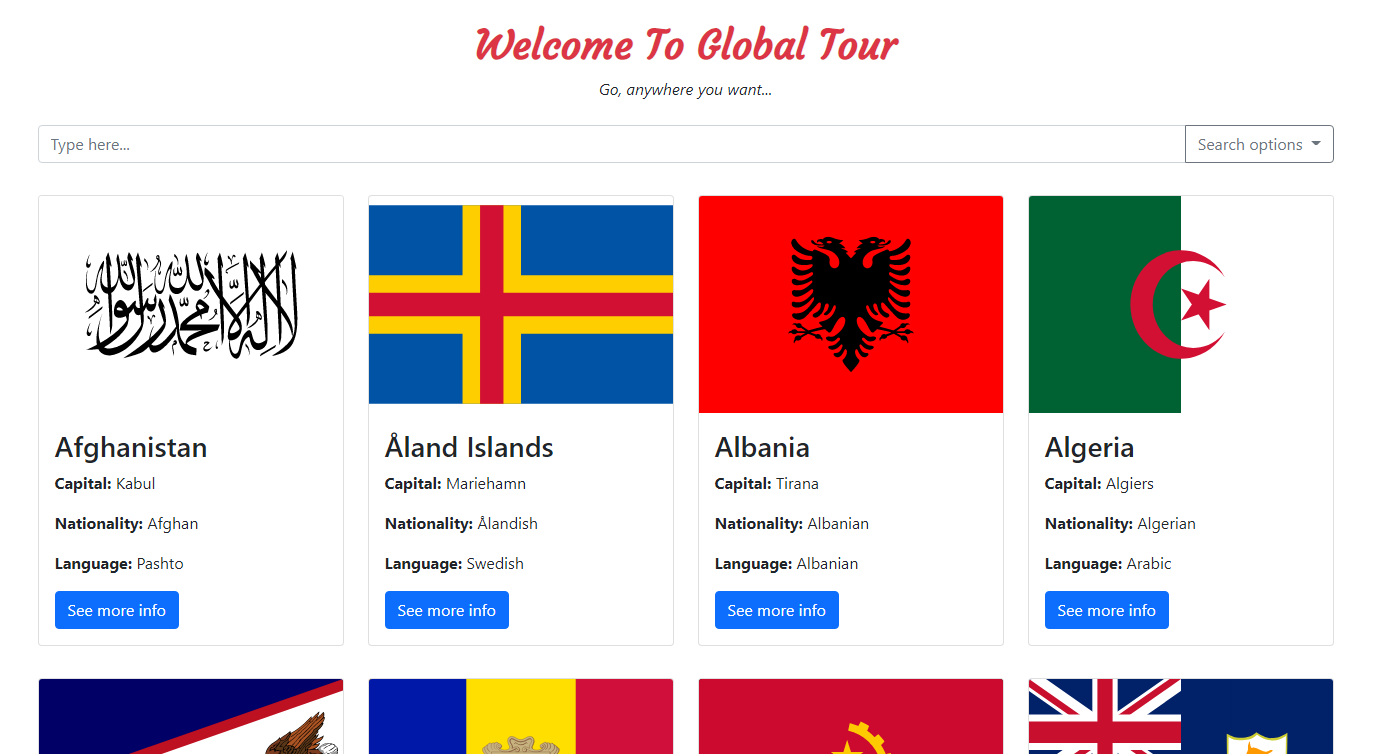 Welcome To Global Tour
Go, anywhere you want...
Type here...
Search options
لا إله إلا الله محمد رسول الله
Afghanistan
Capital: Kabul
Nationality: Afghan
Language: Pashto
See more info
Åland Islands
Capital: Mariehamn
Nationality: Ålandish
Language: Swedish
See more info
Albania
Capital: Tirana
Nationality: Albanian
Language: Albanian
See more info
Algeria
Capital: Algiers
Nationality: Algerian
Language: Arabic
See more info